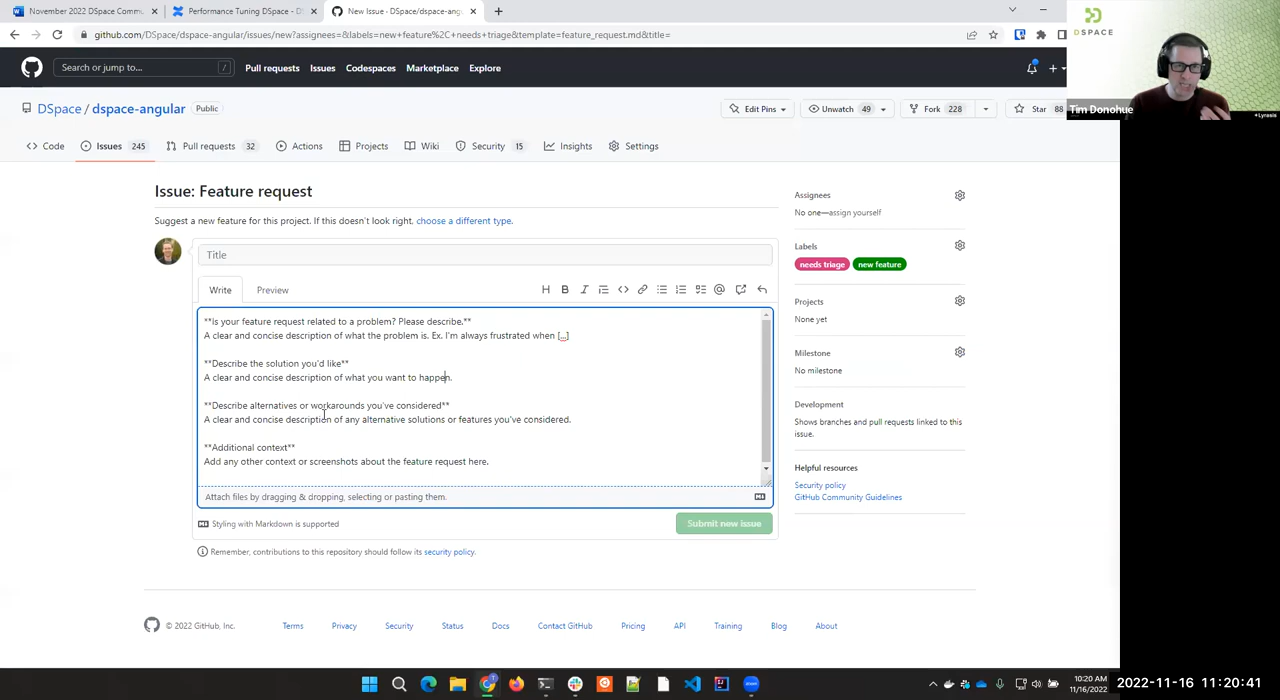 November 2022 DSpace Commu
Performance Tuning DSpace - D
New Issue · DSpace/dspace-ang
github.com/DSpace/dspace-angular/issues/new?assignees=&labels=new+feature%2C+needs+triage&template=feature_request.md&title=
DSPACE
Search or jump to...
/
Pull requests
Issues
Codespaces
Marketplace
Explore
Tim Donohue
Lyrasis
DSpace / dspace-angular
Public
Edit Pins
Unwatch 49
Fork 228
Star 88
Code
Issues 245
Pull requests 32
Actions
Projects
Wiki
Security 15
Insights
Settings
Issue: Feature request
Suggest a new feature for this project. If this doesn't look right, choose a different type.
Title
Write
Preview
**Is your feature request related to a problem? Please describe.**
A clear and concise description of what the problem is. Ex. I'm always frustrated when [...]
**Describe the solution you'd like**
A clear and concise description of what you want to happen.
**Describe alternatives or workarounds you've considered**
A clear and concise description of any alternative solutions or features you've considered.
**Additional context**
Add any other context or screenshots about the feature request here.
Attach files by dragging & dropping, selecting or pasting them.
Styling with Markdown is supported
Submit new issue
Remember, contributions to this repository should follow its security policy.
Assignees
No one—assign yourself
Labels
needs triage
new feature
Projects
None yet
Milestone
No milestone
Development
Shows branches and pull requests linked to this
issue.
Helpful resources
Security policy
GitHub Community Guidelines
© 2022 GitHub, Inc.
Terms
Privacy
Security
Status
Docs
Contact GitHub
Pricing
API
Training
Blog
About
10:20 AM
11/16/2022
2022-11-16 11:20:41